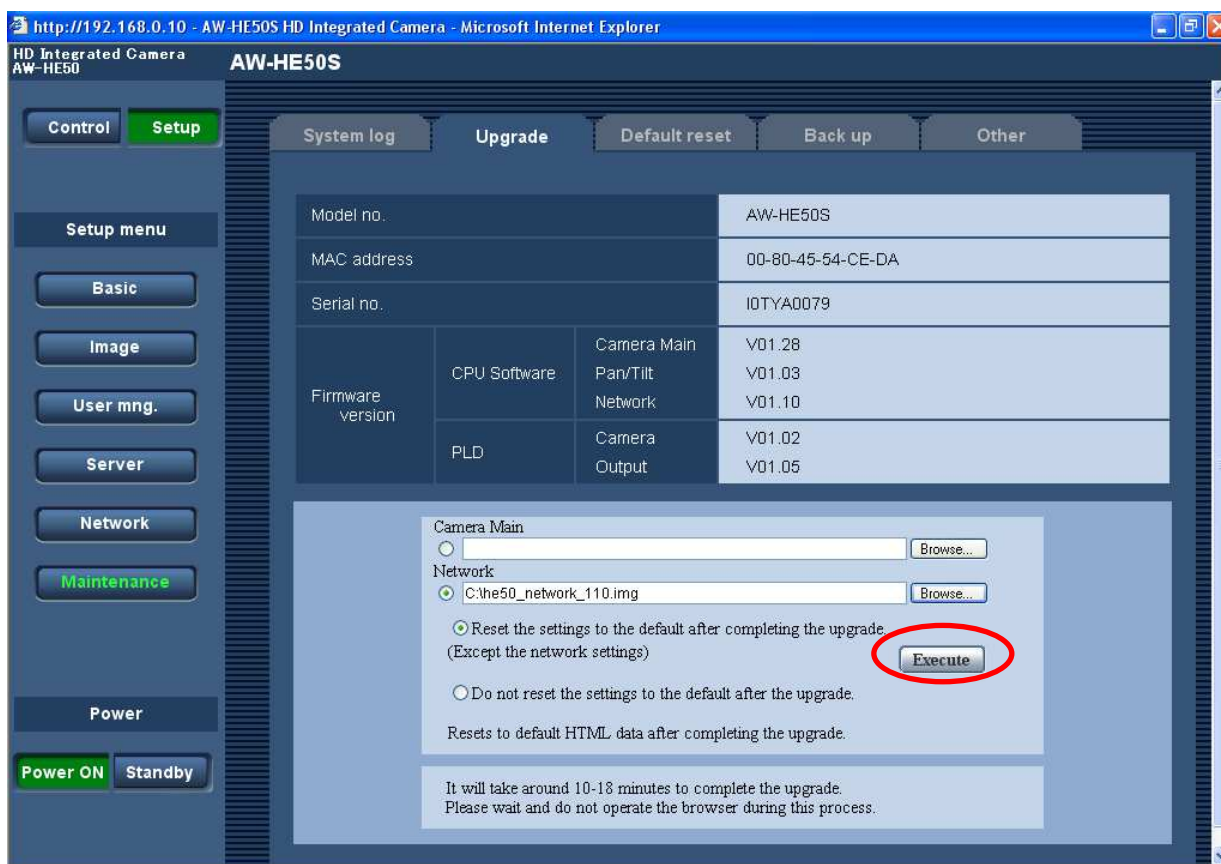 http://192.168.0.10 - AW-HE50S HD Integrated Camera - Microsoft Internet Explorer
HD Integrated Camera
AW-HE50
AW-HE50S
Control
Setup
System log
Upgrade
Default reset
Back up
Other
Setup menu
Basic
Image
User mng.
Server
Network
Maintenance
Power
Power ON
Standby
Model no.
AW-HE50S
MAC address
00-80-45-54-CE-DA
Serial no.
I0TYA0079
Firmware
version
CPU Software
Camera Main
V01.28
Pan/Tilt
V01.03
Network
V01.10
PLD
Camera
V01.02
Output
V01.05
Camera Main
Browse...
Network
C:\he50_network_110.img
Browse...
Reset the settings to the default after completing the upgrade.
(Except the network settings)
Execute
Do not reset the settings to the default after the upgrade.
Resets to default HTML data after completing the upgrade.
It will take around 10-18 minutes to complete the upgrade.
Please wait and do not operate the browser during this process.